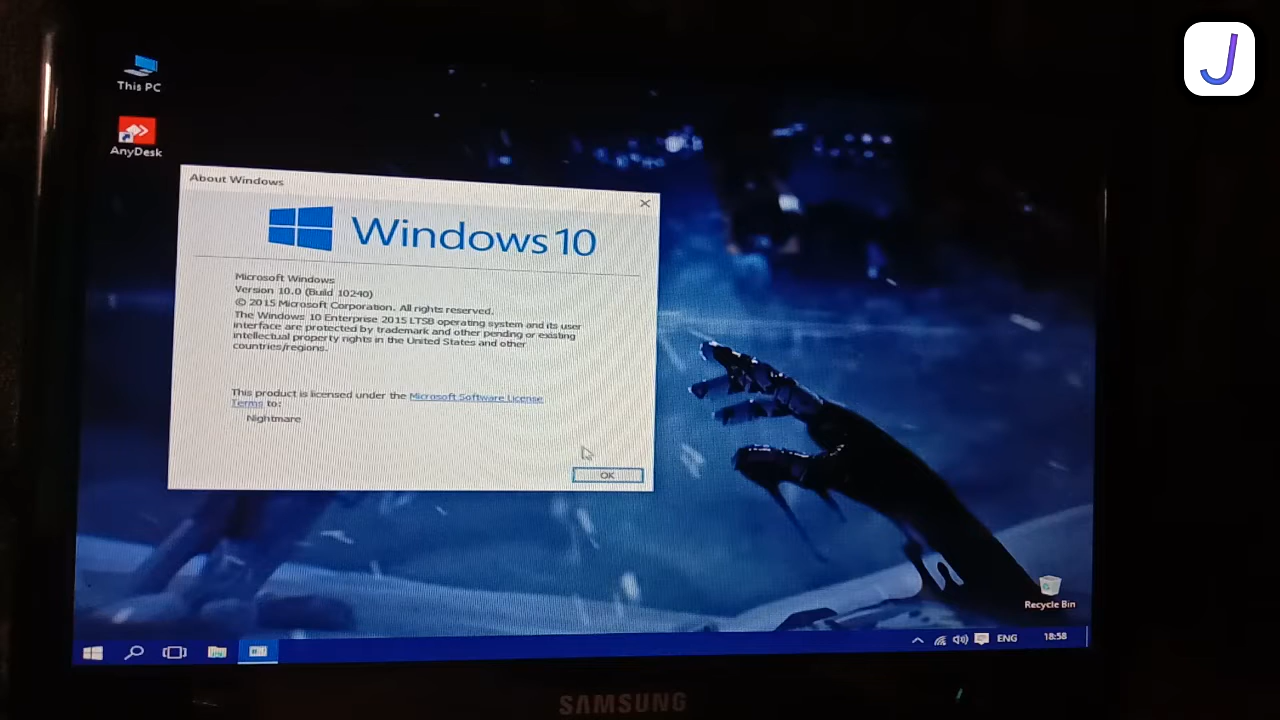 J
This PC
AnyDesk
About Windows
Windows 10
Microsoft Windows
Version 10.0 (Build 10240)
© 2015 Microsoft Corporation. All rights reserved.
The Windows 10 Enterprise 2015 LTSB operating system and its user
interface are protected by trademark and other pending or existing
intellectual property rights in the United States and other
countries/regions.
This product is licensed under the Microsoft Software License
Terms to:
Nightmare
OK
Recycle Bin
ENG
18:58
SAMSUNG